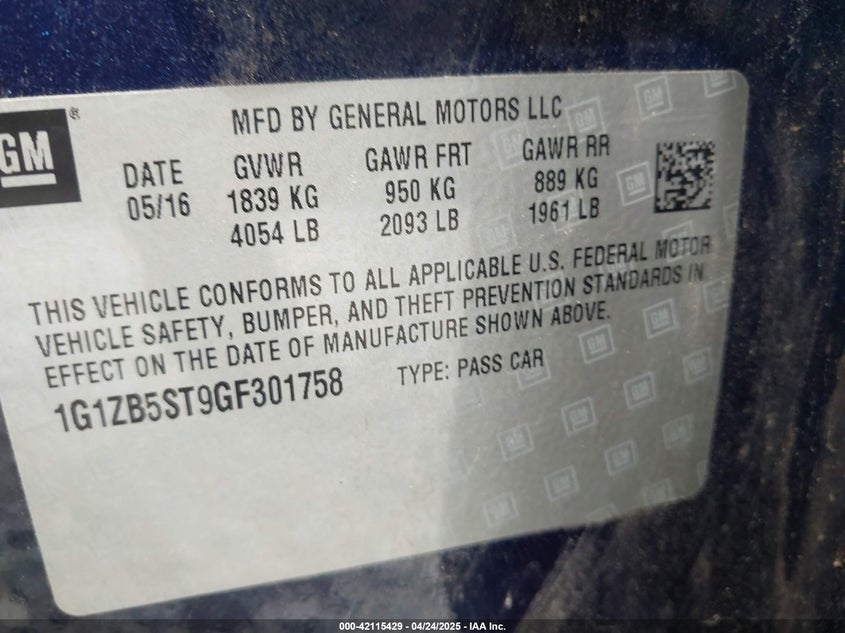 GM ®
MFD BY GENERAL MOTORS LLC
DATE GVWR GAWR FRT GAWR RR
05/16 1839 KG 950 KG 889 KG
4054 LB 2093 LB 1961 LB
THIS VEHICLE CONFORMS TO ALL APPLICABLE U.S. FEDERAL MOTOR
VEHICLE SAFETY, BUMPER, AND THEFT PREVENTION STANDARDS IN
EFFECT ON THE DATE OF MANUFACTURE SHOWN ABOVE.
1G1ZB5ST9GF301758 TYPE: PASS CAR
000-42115429 - 04/24/2025 - IAA Inc.